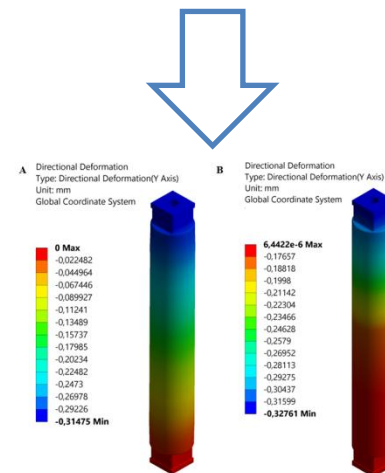 A
Directional Deformation
Type: Directional Deformation(Y Axis)
Unit: mm
Global Coordinate System
0 Max
-0,022482
-0,044964
-0,067446
-0,089927
-0,11241
-0,13489
-0,15737
-0,17985
-0,20234
-0,22482
-0,2473
-0,26978
-0,29226
-0,31475 Min
B
Directional Deformation
Type: Directional Deformation(Y Axis)
Unit: mm
Global Coordinate System
6,4422e-6 Max
-0,17657
-0,18818
-0,1998
-0,21142
-0,22304
-0,23466
-0,24628
-0,2579
-0,26952
-0,28113
-0,29275
-0,30437
-0,31599
-0,32761 Min